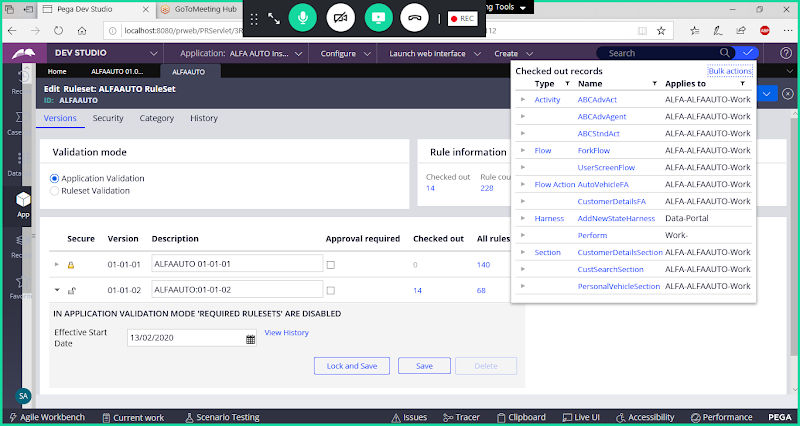 Pega Dev Studio
GoToMeeting Hub
REC
ing Tools
localhost:8080/prweb/PRServlet/3R
112
DEV STUDIO
Application: ALFA AUTO Ins...
Configure
Launch web interface
Create
Search
Home
ALFAAUTO 01.0...
ALFAAUTO
Edit Ruleset: ALFAAUTO RuleSet
ID: ALFAAUTO
Versions
Security
Category
History
Rec
Case
Data
App
Rec
Favo
SA
Validation mode
Application Validation
Ruleset Validation
Rule information
Checked out
Rule cou
14
228
Secure
Version
Description
Approval required
Checked out
All rules
01-01-01
ALFAAUTO 01-01-01
0
140
01-01-02
ALFAAUTO:01-01-02
14
68
IN APPLICATION VALIDATION MODE 'REQUIRED RULESETS' ARE DISABLED
Effective Start
Date
13/02/2020
View History
Lock and Save
Save
Delete
Checked out records
Bulk actions
Type
Name
Applies to
Activity
ABCAdvAct
ALFA-ALFAAUTO-Work
ABCAdvAgent
ALFA-ALFAAUTO-Work
ABCStndAct
ALFA-ALFAAUTO-Work
Flow
ForkFlow
ALFA-ALFAAUTO-Work
UserScreenFlow
ALFA-ALFAAUTO-Work
Flow Action
AutoVehicleFA
ALFA-ALFAAUTO-Work
CustomerDetailsFA
ALFA-ALFAAUTO-Work
Harness
AddNewStateHarness
Data-Portal
Perform
Work-
Section
CustomerDetailsSection
ALFA-ALFAAUTO-Work
CustSearchSection
ALFA-ALFAAUTO-Work
PersonalVehicleSection
ALFA-ALFAAUTO-Work
Agile Workbench
Current work
Scenario Testing
Issues
Tracer
Clipboard
Live UI
Accessibility
Performance
PEGA